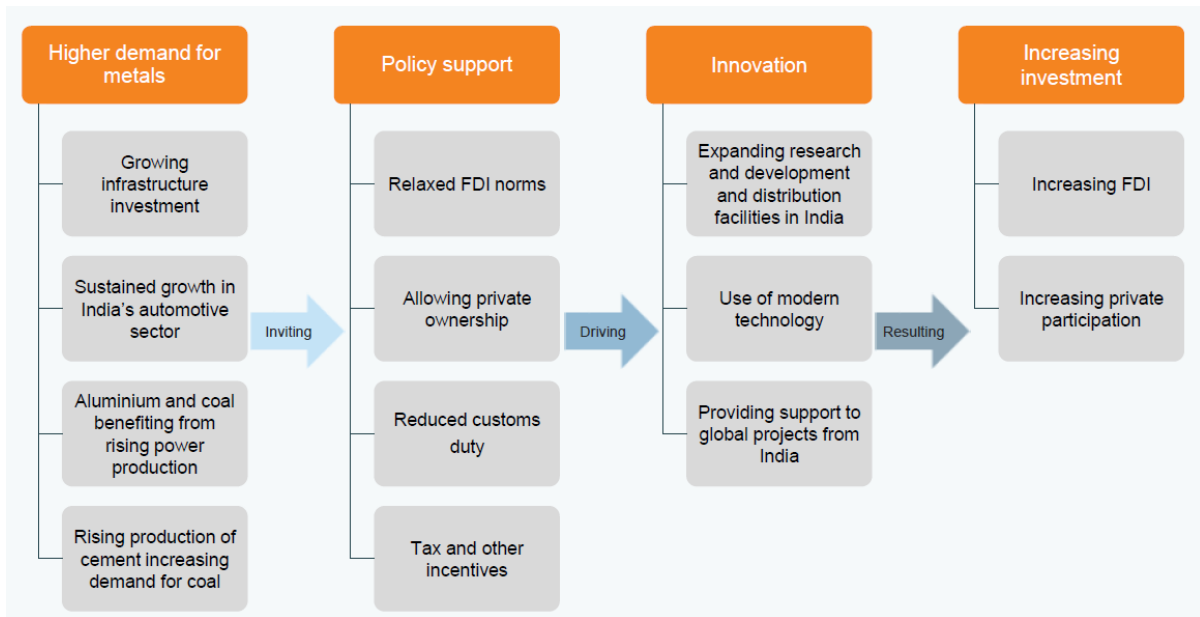 Higher demand for
metals
Growing
infrastructure
investment
Sustained growth in
India's automotive
sector
Aluminium and coal
benefiting from
rising power
production
Rising production of
cement increasing
demand for coal
Inviting
Policy support
Relaxed FDI norms
Allowing private
ownership
Reduced customs
duty
Tax and other
incentives
Driving
Innovation
Expanding research
and development
and distribution
facilities in India
Use of modern
technology
Providing support to
global projects from
India
Resulting
Increasing
investment
Increasing FDI
Increasing private
participation